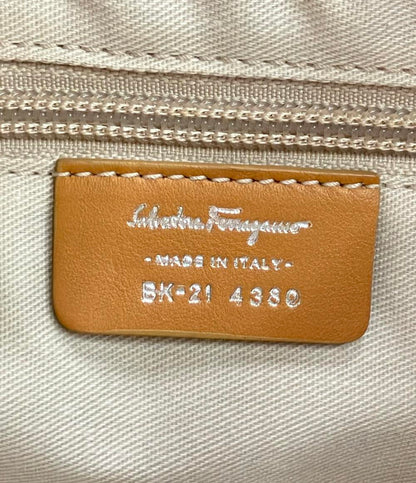 Salvatore Ferragamo
- MADE IN ITALY -
BK-21 4380